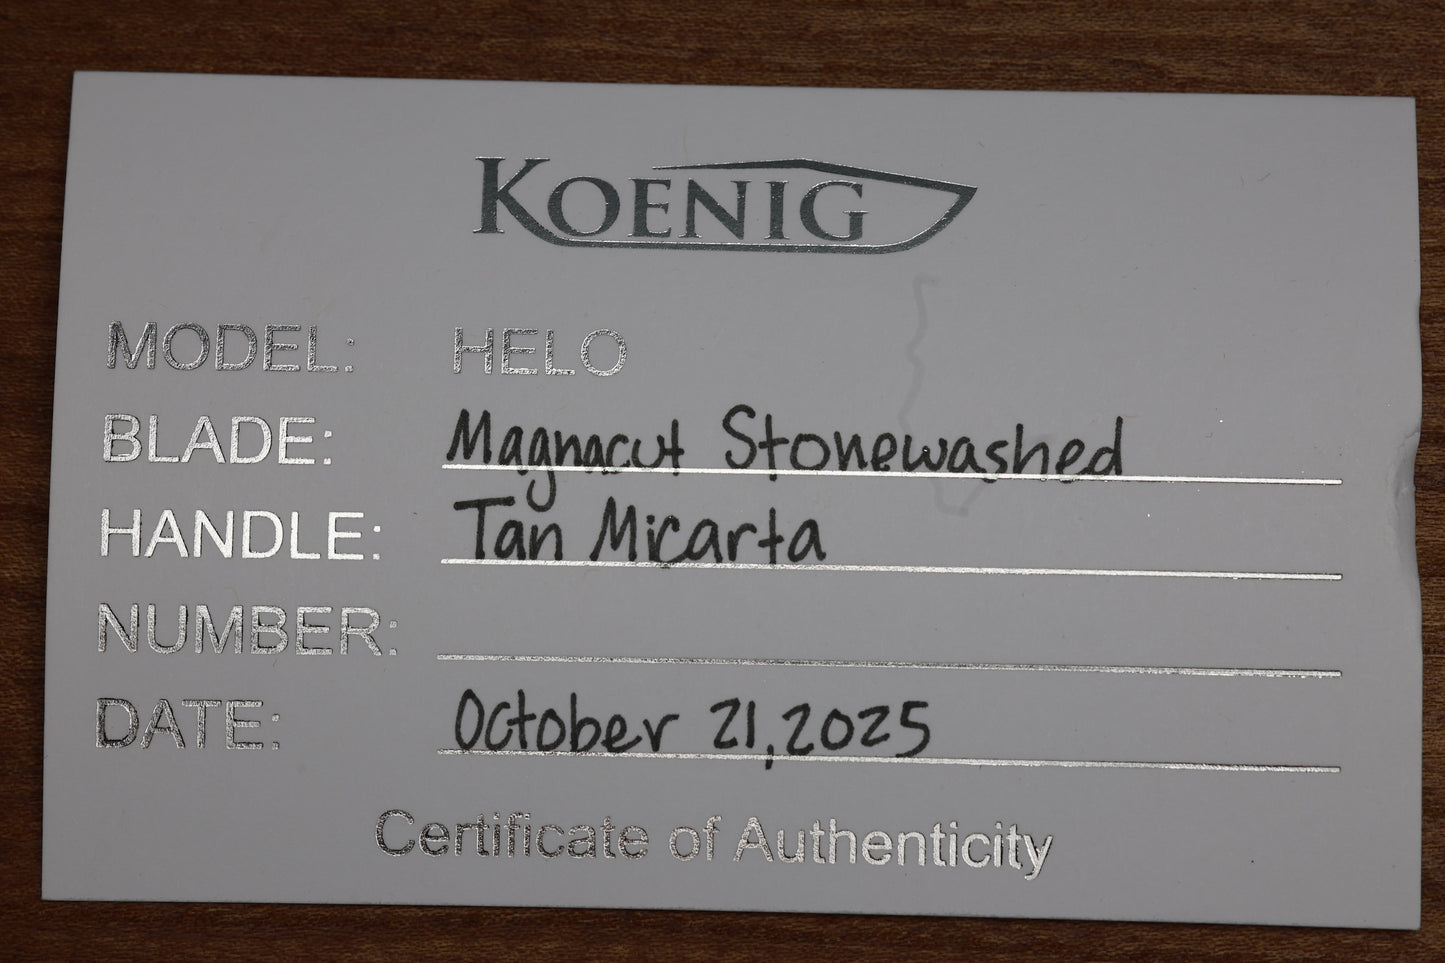 KOENIG
MODEL: HELO
BLADE: Magnacut Stonewashed
HANDLE: Tan Micarta
NUMBER:
DATE: October 21, 2025
Certificate of Authenticity